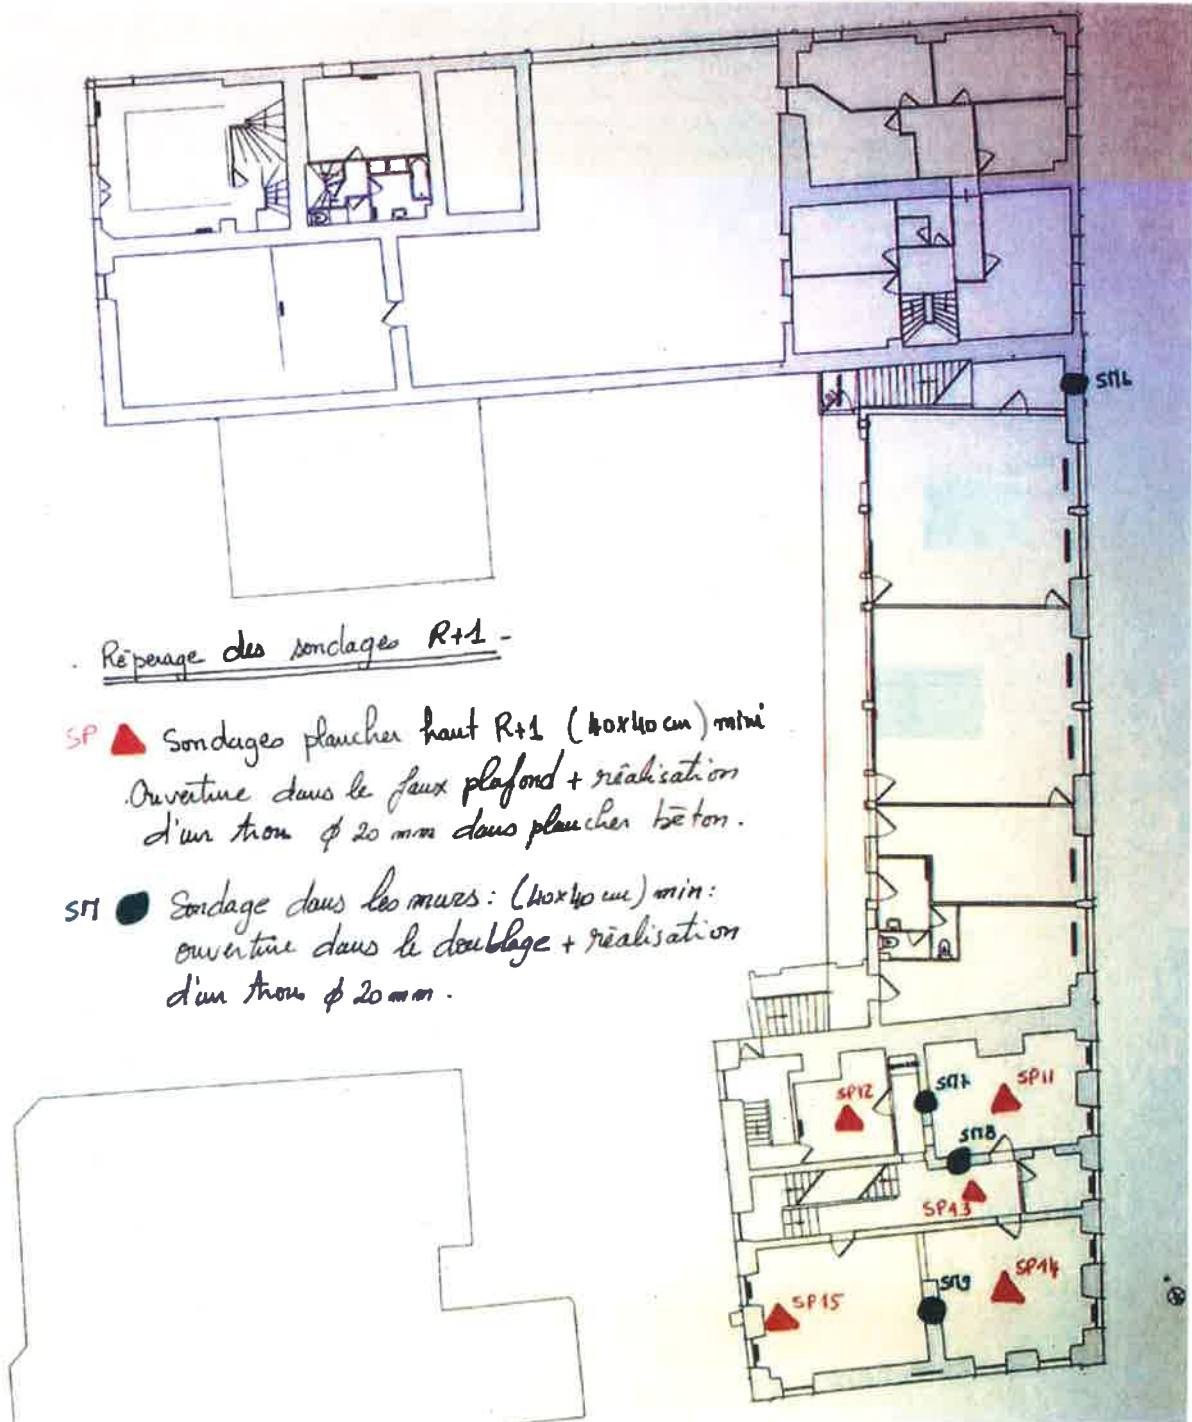 SM6
. Réperage des sondages R+1 -
SP Sondages plancher haut R+1 (40x40 cm) mini
.Ouverture dans le faux plafond + réalisation
d'un trou ϕ 20 mm dans plancher béton.
SM Sondage dans les murs : (40x40 cm) min :
ouverture dans le doublage + réalisation
d'un trou ϕ 20 mm .
SP12
SM7
SP11
SM8
SP13
SP14
SM9
SP15